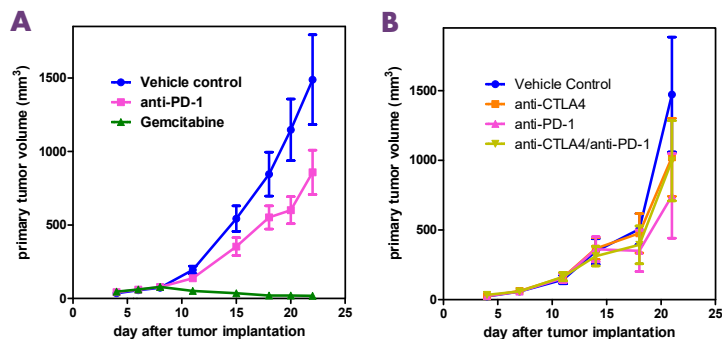 A
primary tumor volume (mm³)
1500
1000
500
0
0 5 10 15 20 25
day after tumor implantation
Vehicle control
anti-PD-1
Gemcitabine
B
primary tumor volume (mm³)
1500
1000
500
0
0 5 10 15 20 25
day after tumor implantation
Vehicle Control
anti-CTLA4
anti-PD-1
anti-CTLA4/anti-PD-1